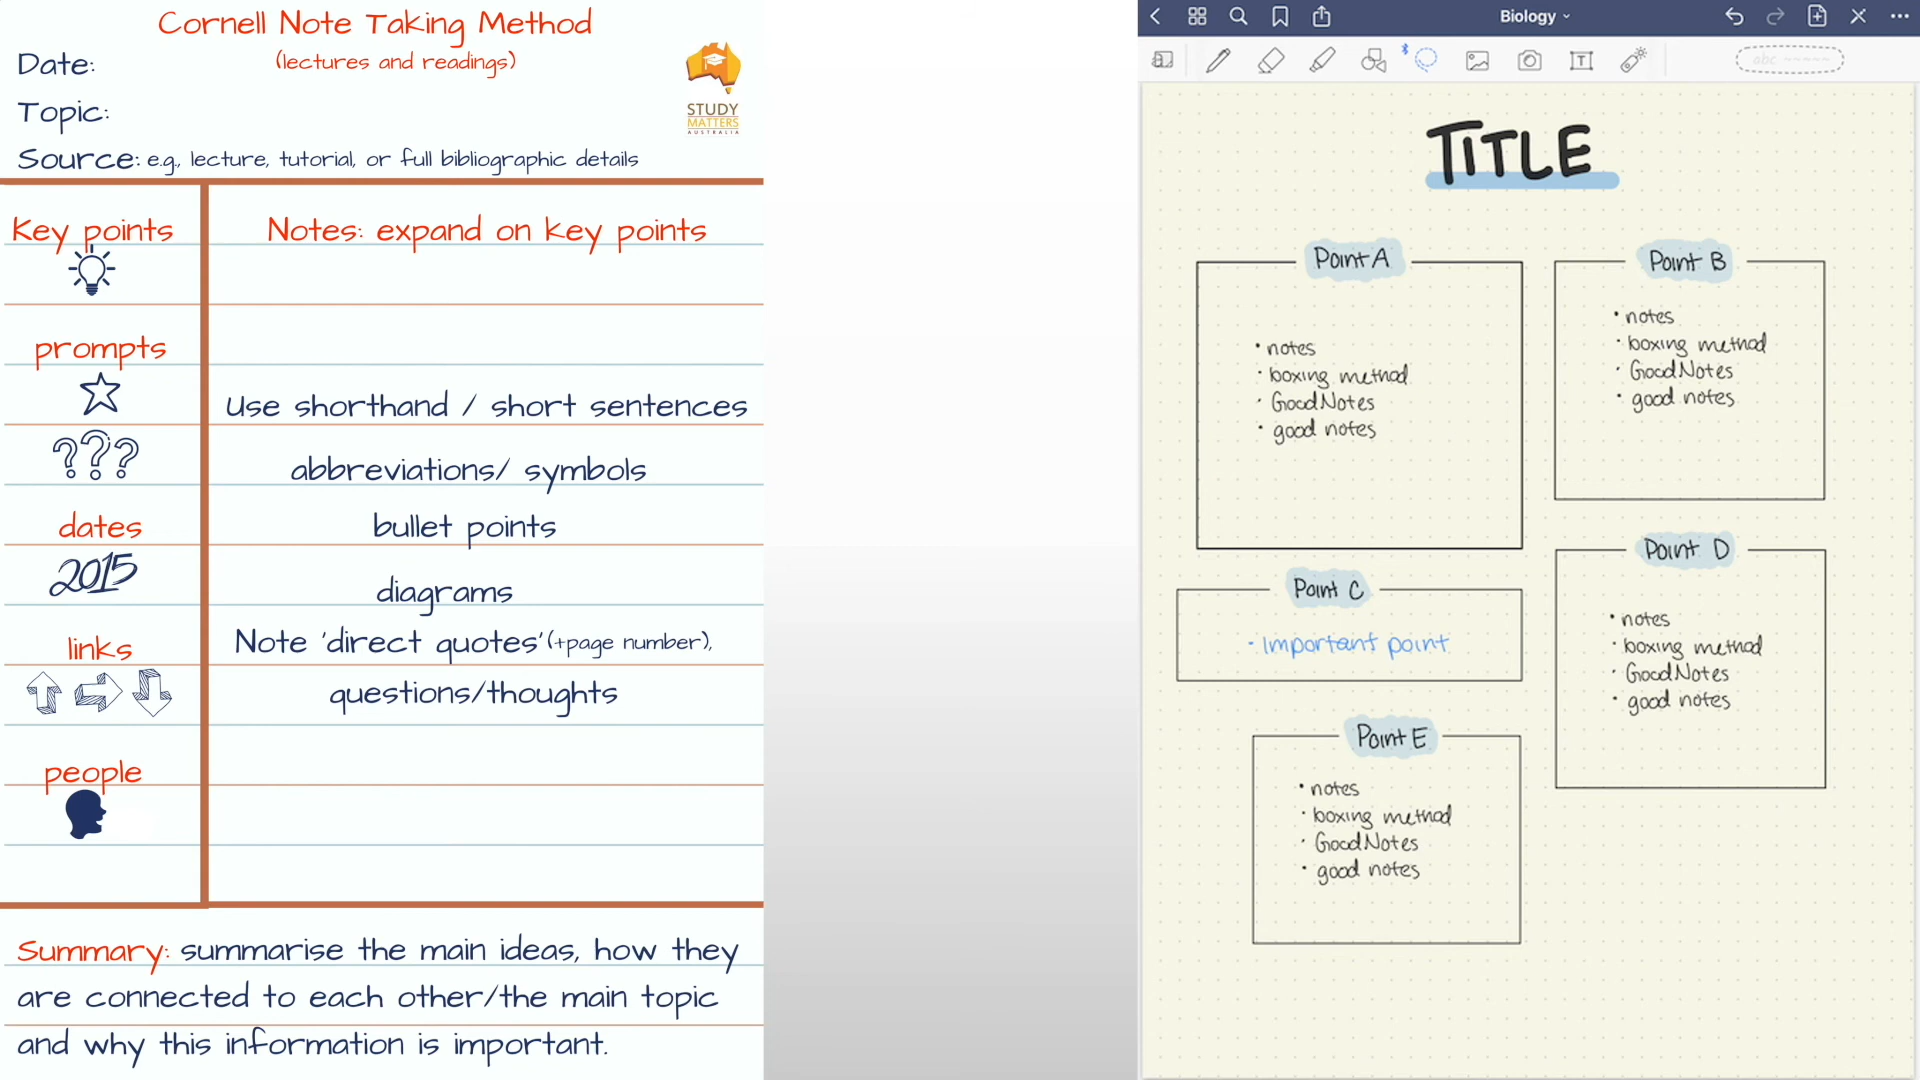 Cornell Note Taking Method
(lectures and readings)
Date:
Topic:
Source: e.g., lecture, tutorial, or full bibliographic details
STUDY
MATTERS
AUSTRALIA
Key points
prompts
???
dates
2015
links
people
Notes: expand on key points
Use shorthand / short sentences
abbreviations/ symbols
bullet points
diagrams
Note 'direct quotes' (+page number),
questions/thoughts
Summary: summarise the main ideas, how they
are connected to each other/the main topic
and why this information is important.
Biology
T
abc
TITLE
Point A
• notes
• boxing method
• GoodNotes
• good notes
Point B
• notes
• boxing method
• GoodNotes
• good notes
Point C
- Important point
Point D
• notes
• boxing method
• GoodNotes
• good notes
Point E
• notes
• boxing method
• GoodNotes
• good notes